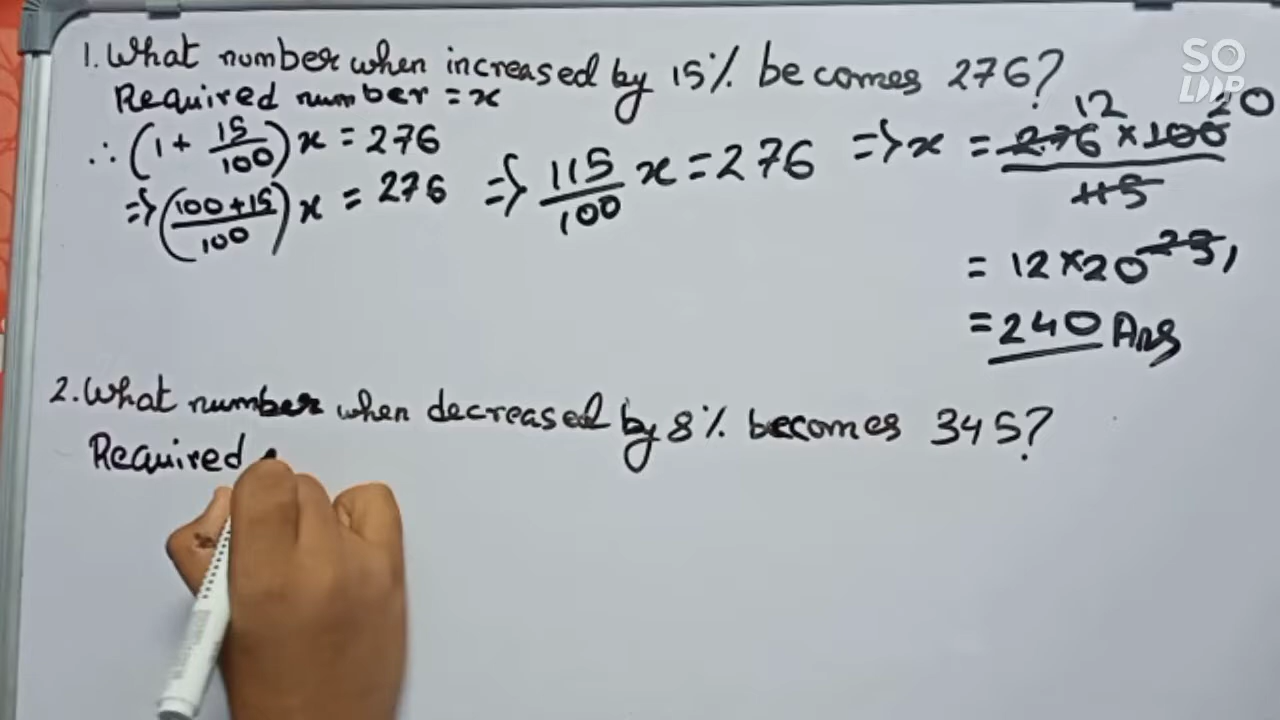 SO
LOOP
1. What number when increased by 15% becomes 276?
Required number = x
∴ (1 + 15/100) x = 276
=> (100+15/100) x = 276
=> 115/100 x = 276
=> x = 276 × 100 / 115
12 20
23,
= 12×20
= 240 Ans
2. What number when decreased by 8% becomes 345?
Required